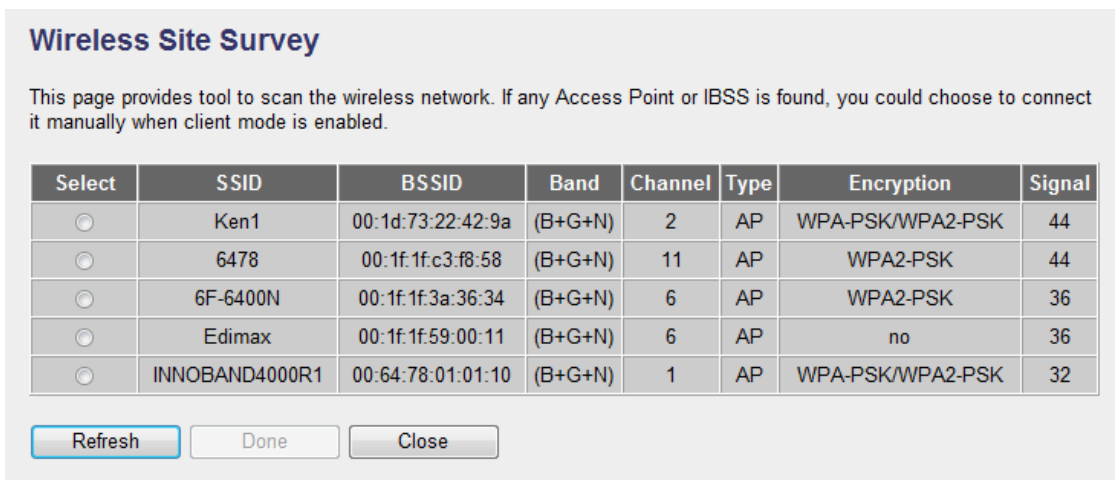 Wireless Site Survey
This page provides tool to scan the wireless network. If any Access Point or IBSS is found, you could choose to connect
it manually when client mode is enabled.
Select SSID BSSID Band Channel Type Encryption Signal
Ken1 00:1d:73:22:42:9a (B+G+N) 2 AP WPA-PSK/WPA2-PSK 44
6478 00:1f:1f:c3:f8:58 (B+G+N) 11 AP WPA2-PSK 44
6F-6400N 00:1f:1f:3a:36:34 (B+G+N) 6 AP WPA2-PSK 36
Edimax 00:1f:1f:59:00:11 (B+G+N) 6 AP no 36
INNOBAND4000R1 00:64:78:01:01:10 (B+G+N) 1 AP WPA-PSK/WPA2-PSK 32
Refresh Done Close